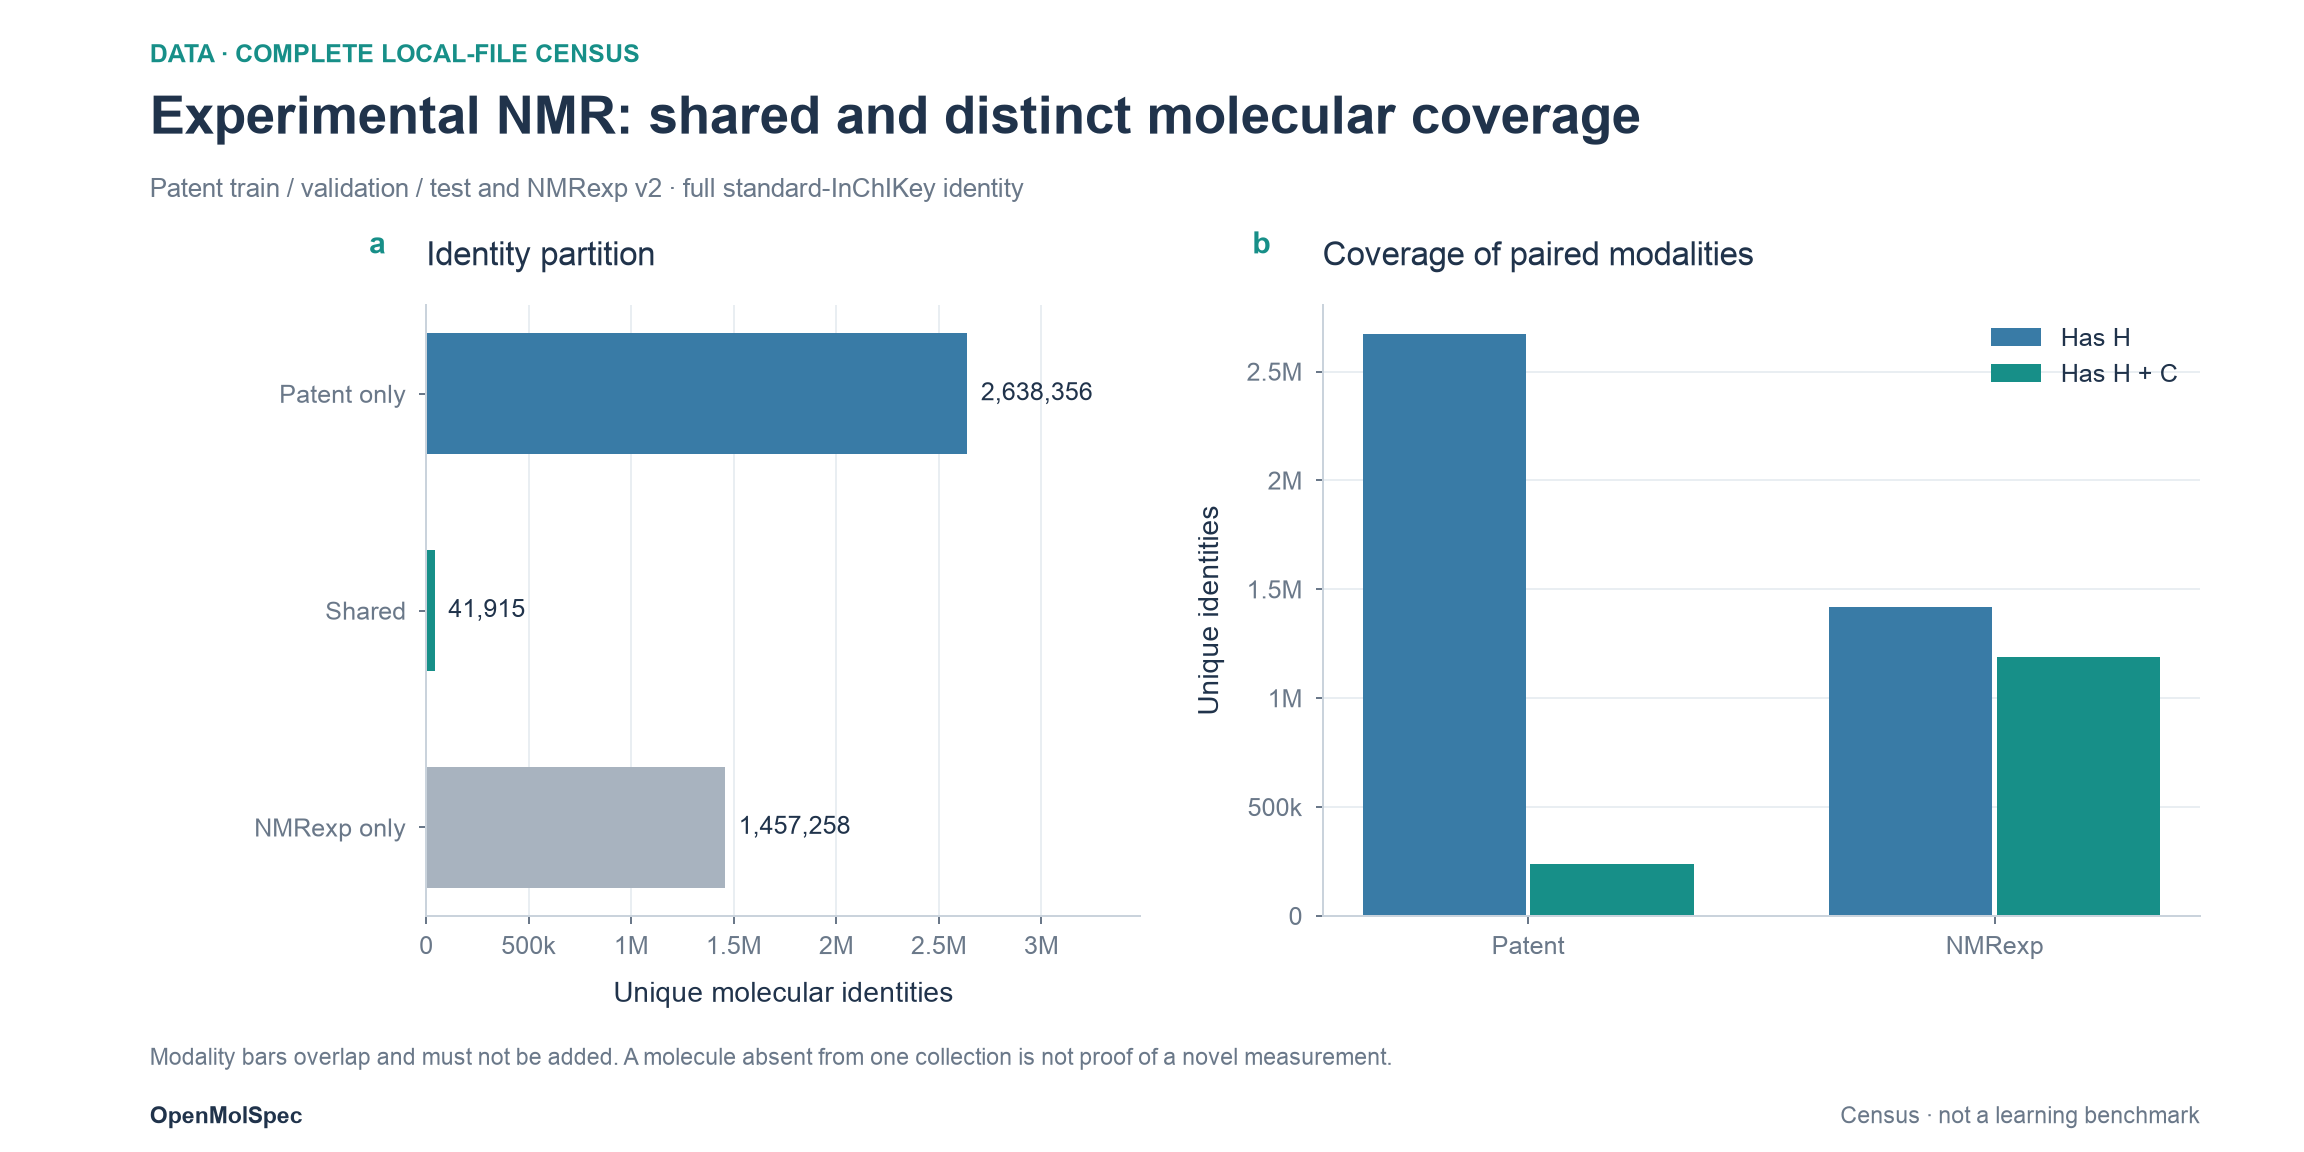 DATA · COMPLETE LOCAL-FILE CENSUS
Experimental NMR: shared and distinct molecular coverage
Patent train / validation / test and NMRexp v2 · full standard-InChIKey identity
a
Identity partition
Patent only
2,638,356
Shared
41,915
NMRexp only
1,457,258
0
500k
1M
1.5M
2M
2.5M
3M
Unique molecular identities
b
Coverage of paired modalities
Has H
Has H + C
Unique identities
2.5M
2M
1.5M
1M
500k
0
Patent
NMRexp
Modality bars overlap and must not be added. A molecule absent from one collection is not proof of a novel measurement.
OpenMolSpec
Census · not a learning benchmark